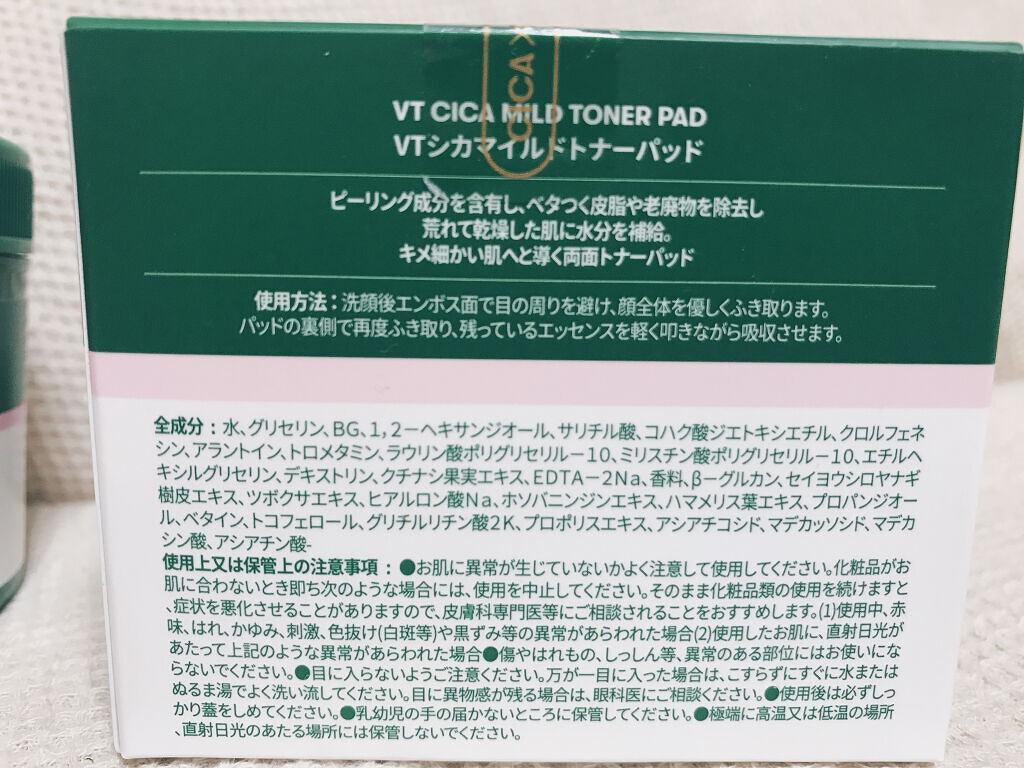 CICA X
VT CICA MILD TONER PAD
VTシカマイルドトナーパッド
ピーリング成分を含有し、ベタつく皮脂や老廃物を除去し
荒れて乾燥した肌に水分を補給。
キメ細かい肌へと導く両面トナーパッド
使用方法：洗顔後エンボス面で目の周りを避け、顔全体を優しくふき取ります。
パッドの裏側で再度ふき取り、残っているエッセンスを軽く叩きながら吸収させます。
全成分：水、グリセリン、BG、1,2－ヘキサンジオール、サリチル酸、コハク酸ジエトキシエチル、クロルフェネ
シン、アラントイン、トロメタミン、ラウリン酸ポリグリセリル－10、ミリスチン酸ポリグリセリル－10、エチルヘ
キシルグリセリン、デキストリン、クチナシ果実エキス、EDTA－2Na、香料、β－グルカン、セイヨウシロヤナギ
樹皮エキス、ツボクサエキス、ヒアルロン酸Na、ホソバニンジンエキス、ハマメリス葉エキス、プロパンジオー
ル、ベタイン、トコフェロール、グリチルリチン酸2K、プロポリスエキス、アシアチコシド、マデカッソシド、マデカ
シン酸、アシアチン酸-
使用上又は保管上の注意事項：●お肌に異常が生じていないかよく注意して使用してください。化粧品がお
肌に合わないとき即ち次のような場合には、使用を中止してください。そのまま化粧品類の使用を続けますと
、症状を悪化させることがありますので、皮膚科専門医等にご相談されることをおすすめします。(1)使用中、赤
味、はれ、かゆみ、刺激、色抜け(白斑等)や黒ずみ等の異常があらわれた場合(2)使用したお肌に、直射日光が
あたって上記のような異常があらわれた場合●傷やはれもの、しっしん等、異常のある部位にはお使いにな
らないでください。●目に入らないようご注意ください。万が一目に入った場合は、こすらずにすぐに水または
ぬるま湯でよく洗い流してください。目に異物感が残る場合は、眼科医にご相談ください。●使用後は必ずしっ
かり蓋をしめてください。●乳幼児の手の届かないところに保管してください。●極端に高温又は低温の場所
、直射日光のあたる場所には保管しないでください。